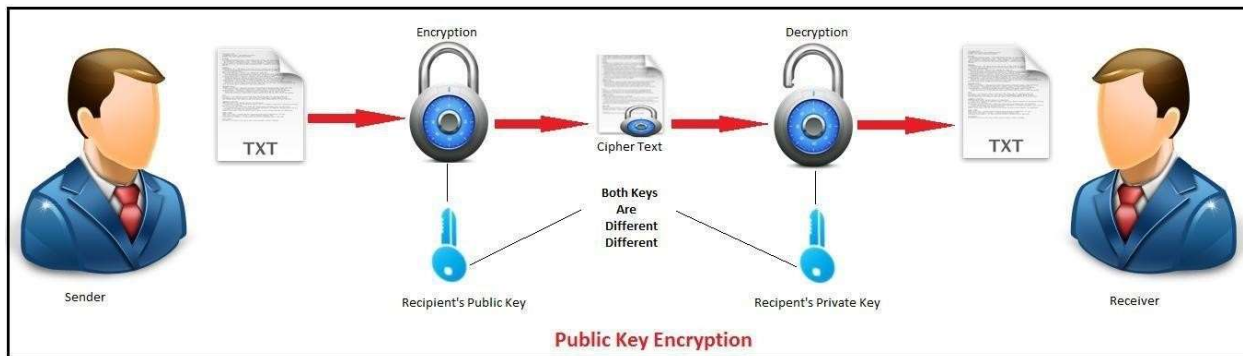 Encryption
Decryption
TXT
Cipher Text
TXT
Both Keys
Are
Different
Different
Sender
Recipient's Public Key
Recipent's Private Key
Receiver
Public Key Encryption